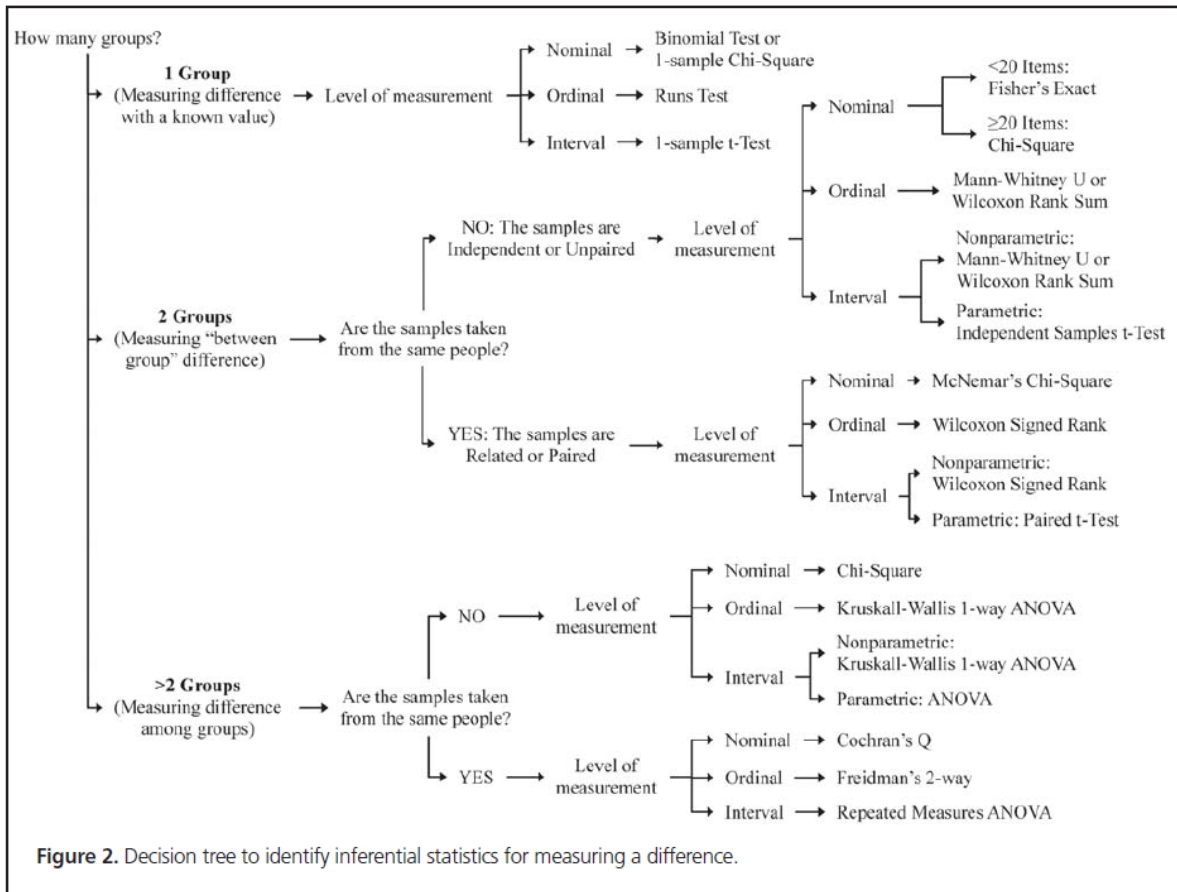 How many groups?
1 Group
(Measuring difference
with a known value)
Level of measurement
Nominal
Binomial Test or
1-sample Chi-Square
Ordinal
Runs Test
Interval
1-sample t-Test
2 Groups
(Measuring “between
group” difference)
Are the samples taken
from the same people?
NO: The samples are
Independent or Unpaired
Level of
measurement
Nominal
<20 Items:
Fisher’s Exact
≥20 Items:
Chi-Square
Ordinal
Mann-Whitney U or
Wilcoxon Rank Sum
Interval
Nonparametric:
Mann-Whitney U or
Wilcoxon Rank Sum
Parametric:
Independent Samples t-Test
YES: The samples are
Related or Paired
Level of
measurement
Nominal
McNemar’s Chi-Square
Ordinal
Wilcoxon Signed Rank
Interval
Nonparametric:
Wilcoxon Signed Rank
Parametric: Paired t-Test
>2 Groups
(Measuring difference
among groups)
Are the samples taken
from the same people?
NO
Level of
measurement
Nominal
Chi-Square
Ordinal
Kruskall-Wallis 1-way ANOVA
Interval
Nonparametric:
Kruskall-Wallis 1-way ANOVA
Parametric: ANOVA
YES
Level of
measurement
Nominal
Cochran’s Q
Ordinal
Freidman’s 2-way
Interval
Repeated Measures ANOVA
Figure 2. Decision tree to identify inferential statistics for measuring a difference.